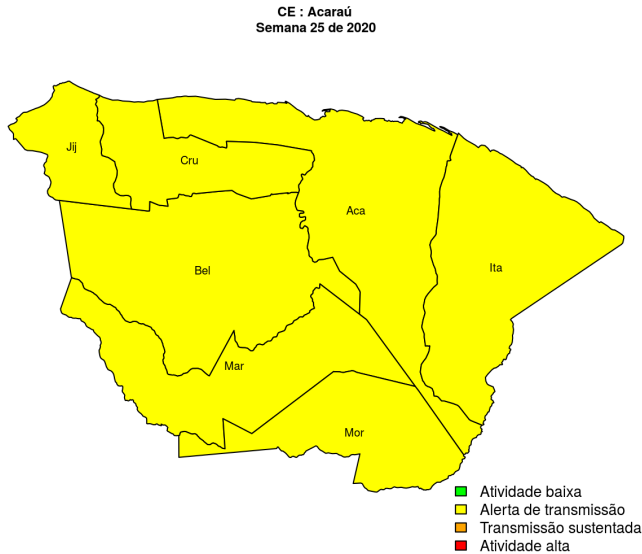 CE : Acaraú
Semana 25 de 2020
Jij
Cru
Aca
Bel
Ita
Mar
Mor
Atividade baixa
Alerta de transmissão
Transmissão sustentada
Atividade alta